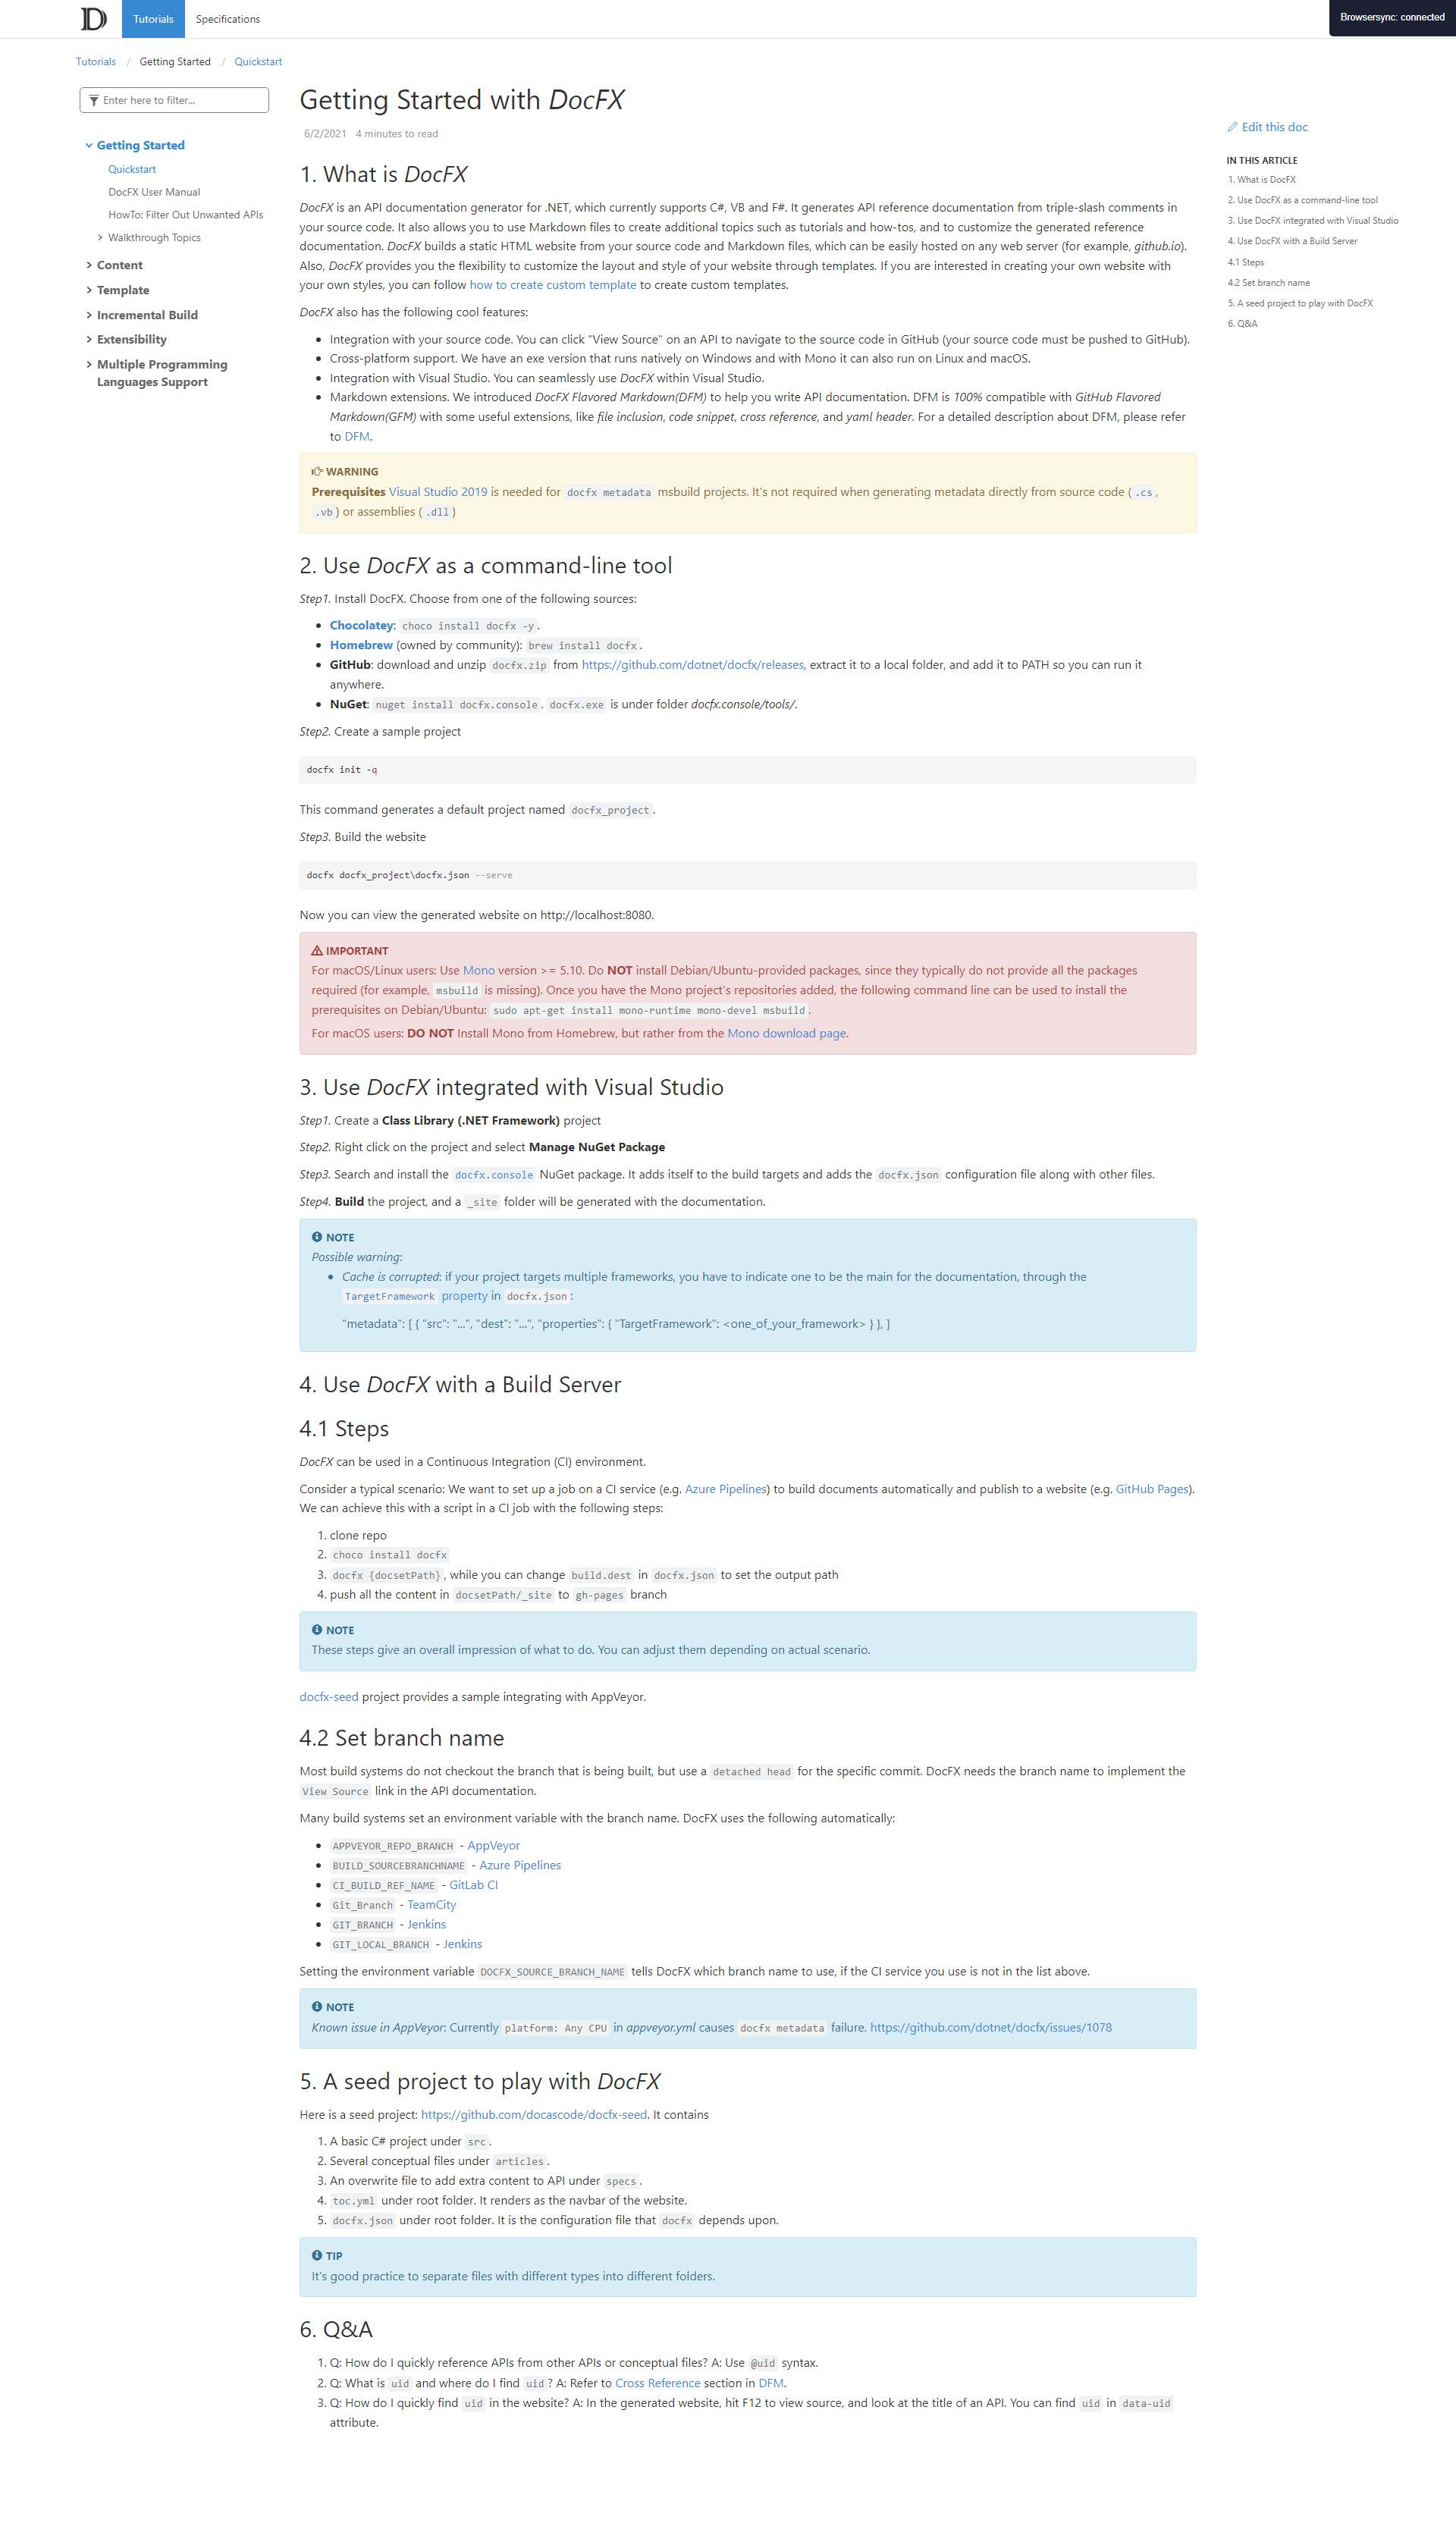 D
Tutorials
Specifications
Browsersync: connected
Tutorials / Getting Started / Quickstart
Enter here to filter...
Getting Started
Quickstart
DocFX User Manual
HowTo: Filter Out Unwanted APIs
Walkthrough Topics
Content
Template
Incremental Build
Extensibility
Multiple Programming
Languages Support
Getting Started with DocFX
6/2/2021 4 minutes to read
1. What is DocFX
DocFX is an API documentation generator for .NET, which currently supports C#, VB and F#. It generates API reference documentation from triple-slash comments in
your source code. It also allows you to use Markdown files to create additional topics such as tutorials and how-tos, and to customize the generated reference
documentation. DocFX builds a static HTML website from your source code and Markdown files, which can be easily hosted on any web server (for example, github.io).
Also, DocFX provides you the flexibility to customize the layout and style of your website through templates. If you are interested in creating your own website with
your own styles, you can follow how to create custom template to create custom templates.
DocFX also has the following cool features:
• Integration with your source code. You can click "View Source" on an API to navigate to the source code in GitHub (your source code must be pushed to GitHub).
• Cross-platform support. We have an exe version that runs natively on Windows and with Mono it can also run on Linux and macOS.
• Integration with Visual Studio. You can seamlessly use DocFX within Visual Studio.
• Markdown extensions. We introduced DocFX Flavored Markdown(DFM) to help you write API documentation. DFM is 100% compatible with GitHub Flavored
Markdown(GFM) with some useful extensions, like file inclusion, code snippet, cross reference, and yaml header. For a detailed description about DFM, please refer
to DFM.
WARNING
Prerequisites Visual Studio 2019 is needed for docfx metadata msbuild projects. It's not required when generating metadata directly from source code ( .cs ,
.vb ) or assemblies ( .dll )
2. Use DocFX as a command-line tool
Step1. Install DocFX. Choose from one of the following sources:
• Chocolatey: choco install docfx -y .
• Homebrew (owned by community): brew install docfx .
• GitHub: download and unzip docfx.zip from https://github.com/dotnet/docfx/releases, extract it to a local folder, and add it to PATH so you can run it
anywhere.
• NuGet: nuget install docfx.console . docfx.exe is under folder docfx.console/tools/.
Step2. Create a sample project
docfx init -q
This command generates a default project named docfx_project .
Step3. Build the website
docfx docfx_project\docfx.json --serve
Now you can view the generated website on http://localhost:8080.
IMPORTANT
For macOS/Linux users: Use Mono version >= 5.10. Do NOT install Debian/Ubuntu-provided packages, since they typically do not provide all the packages
required (for example, msbuild is missing). Once you have the Mono project's repositories added, the following command line can be used to install the
prerequisites on Debian/Ubuntu: sudo apt-get install mono-runtime mono-devel msbuild .
For macOS users: DO NOT Install Mono from Homebrew, but rather from the Mono download page.
3. Use DocFX integrated with Visual Studio
Step1. Create a Class Library (.NET Framework) project
Step2. Right click on the project and select Manage NuGet Package
Step3. Search and install the docfx.console NuGet package. It adds itself to the build targets and adds the docfx.json configuration file along with other files.
Step4. Build the project, and a _site folder will be generated with the documentation.
NOTE
Possible warning:
• Cache is corrupted: if your project targets multiple frameworks, you have to indicate one to be the main for the documentation, through the
TargetFramework property in docfx.json :
"metadata": [ { "src": "...", "dest": "...", "properties": { "TargetFramework": <one_of_your_framework> } }, ]
4. Use DocFX with a Build Server
4.1 Steps
DocFX can be used in a Continuous Integration (CI) environment.
Consider a typical scenario: We want to set up a job on a CI service (e.g. Azure Pipelines) to build documents automatically and publish to a website (e.g. GitHub Pages).
We can achieve this with a script in a CI job with the following steps:
1. clone repo
2. choco install docfx
3. docfx {docsetPath} , while you can change build.dest in docfx.json to set the output path
4. push all the content in docsetPath/_site to gh-pages branch
NOTE
These steps give an overall impression of what to do. You can adjust them depending on actual scenario.
docfx-seed project provides a sample integrating with AppVeyor.
4.2 Set branch name
Most build systems do not checkout the branch that is being built, but use a detached head for the specific commit. DocFX needs the branch name to implement the
View Source link in the API documentation.
Many build systems set an environment variable with the branch name. DocFX uses the following automatically:
• APPVEYOR_REPO_BRANCH - AppVeyor
• BUILD_SOURCEBRANCHNAME - Azure Pipelines
• CI_BUILD_REF_NAME - GitLab CI
• Git_Branch - TeamCity
• GIT_BRANCH - Jenkins
• GIT_LOCAL_BRANCH - Jenkins
Setting the environment variable DOCFX_SOURCE_BRANCH_NAME tells DocFX which branch name to use, if the CI service you use is not in the list above.
NOTE
Known issue in AppVeyor: Currently platform: Any CPU in appveyor.yml causes docfx metadata failure. https://github.com/dotnet/docfx/issues/1078
5. A seed project to play with DocFX
Here is a seed project: https://github.com/docascode/docfx-seed. It contains
1. A basic C# project under src .
2. Several conceptual files under articles .
3. An overwrite file to add extra content to API under specs .
4. toc.yml under root folder. It renders as the navbar of the website.
5. docfx.json under root folder. It is the configuration file that docfx depends upon.
TIP
It's good practice to separate files with different types into different folders.
6. Q&A
1. Q: How do I quickly reference APIs from other APIs or conceptual files? A: Use @uid syntax.
2. Q: What is uid and where do I find uid ? A: Refer to Cross Reference section in DFM.
3. Q: How do I quickly find uid in the website? A: In the generated website, hit F12 to view source, and look at the title of an API. You can find uid in data-uid
attribute.
Edit this doc
IN THIS ARTICLE
1. What is DocFX
2. Use DocFX as a command-line tool
3. Use DocFX integrated with Visual Studio
4. Use DocFX with a Build Server
4.1 Steps
4.2 Set branch name
5. A seed project to play with DocFX
6. Q&A